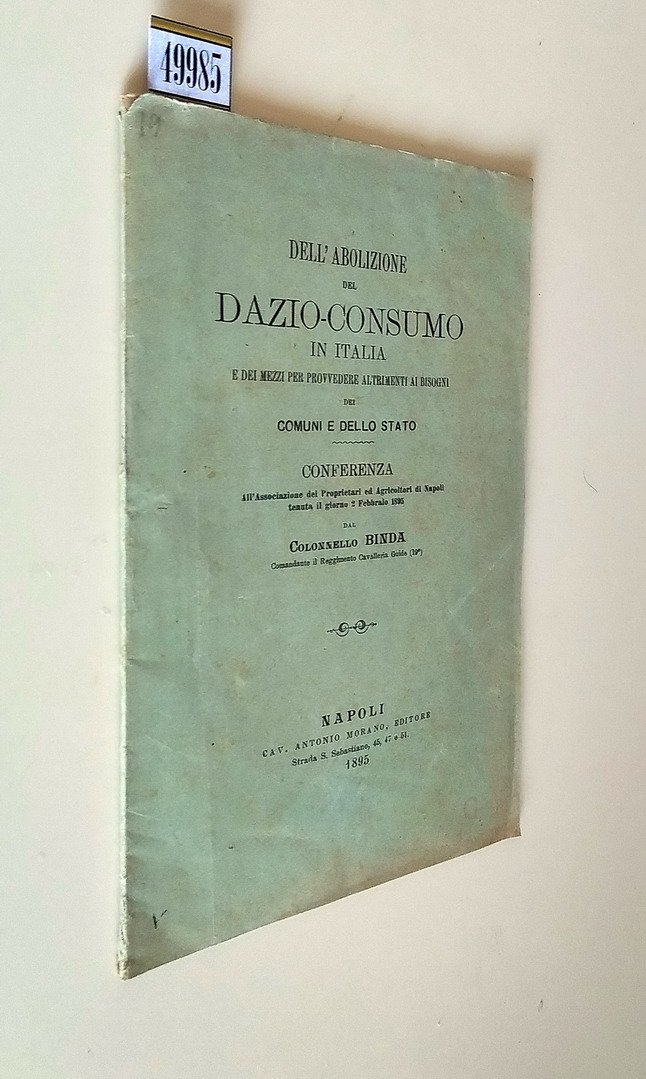 49985
19
DELL'ABOLIZIONE
DEL
DAZIO-CONSUMO
IN ITALIA
E DEI MEZZI PER PROVVEDERE ALTRIMENTI AI BISOGNI
DEI
COMUNI E DELLO STATO
CONFERENZA
All'Associazione dei Proprietari ed Agricoltori di Napoli
tenuta il giorno 2 Febbraio 1895
DAL
COLONNELLO BINDA
Comandante il Reggimento Cavalleria Guide (19°)
NAPOLI
CAV. ANTONIO MORANO, EDITORE
Strada S. Sebastiano, 45, 47 e 51.
1895